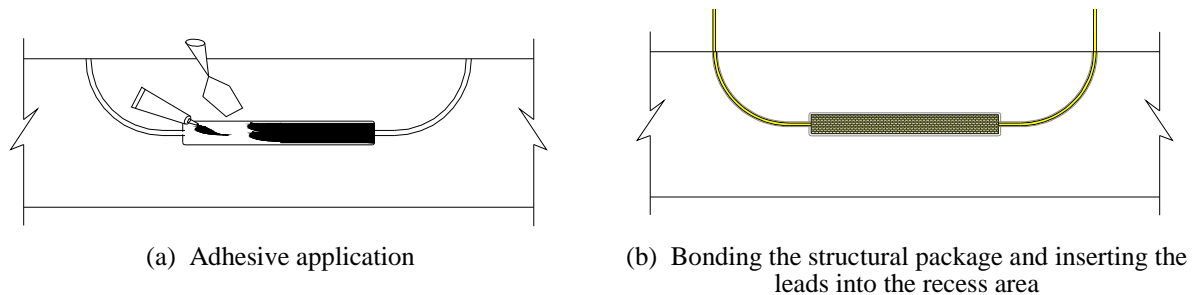 (a) Adhesive application
(b) Bonding the structural package and inserting the
leads into the recess area